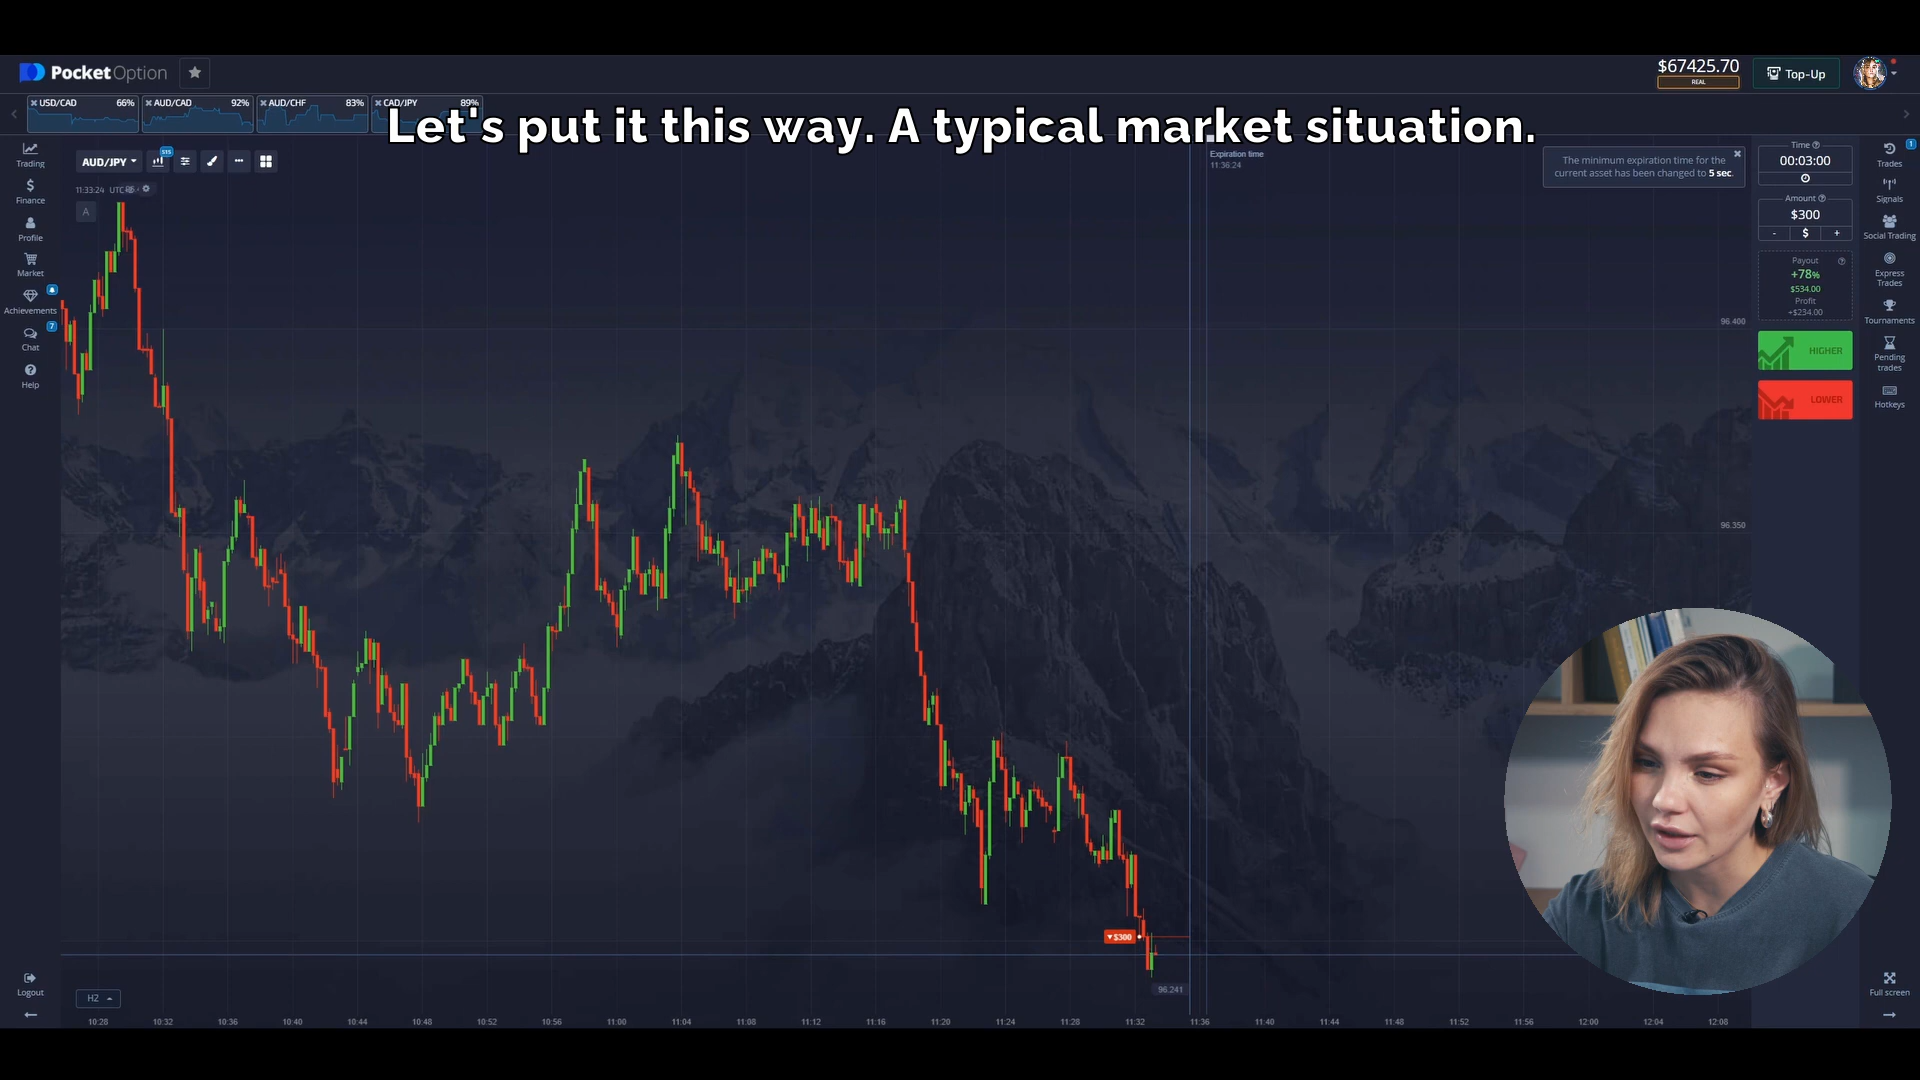 PocketOption
$67425.70
REAL
Top-Up
USD/CAD 66%
AUD/CAD 92%
AUD/CHF 83%
CAD/JPY 89%
Let's put it this way. A typical market situation.
Trading
Finance
Profile
Market
Achievements
Chat
7
Help
Logout
AUD/JPY
11:33:24 UTC
A
Expiration time
11:36:24
The minimum expiration time for the
current asset has been changed to 5 sec.
Time
00:03:00
Amount
$300
- $ +
Payout
+78%
$534.00
Profit
+$234.00
HIGHER
LOWER
1
Trades
Signals
Social Trading
Express
Trades
Tournaments
Pending
trades
Hotkeys
Full screen
96.400
96.350
$300
96.241
H2
10:28 10:32 10:36 10:40 10:44 10:48 10:52 10:56 11:00 11:04 11:08 11:12 11:16 11:20 11:24 11:28 11:32 11:36 11:40 11:44 11:48 11:52 11:56 12:00 12:04 12:08